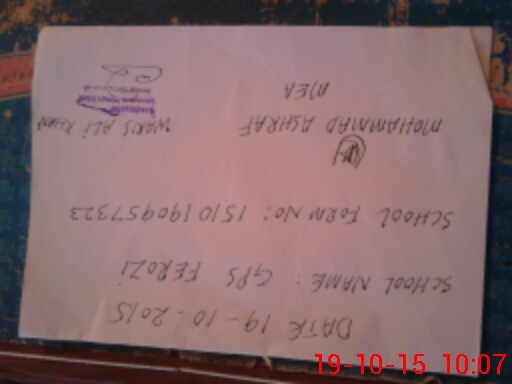 DATE 19-10-2015
SCHOOL NAME: GPS FEROZI
SCHOOL FORM NO: 1510190957323
MOHAMMAD ASHRAF WARIS ALI KHAN
MEA
19-10-15 10:07